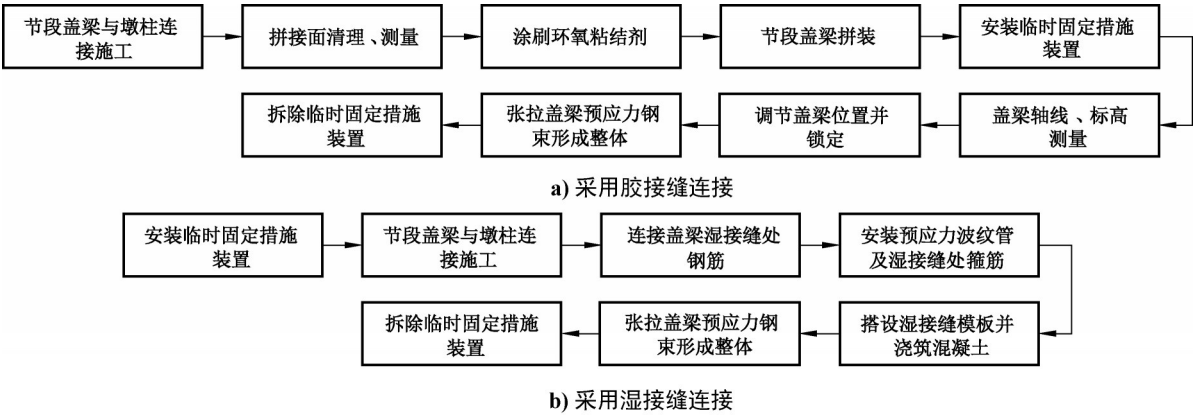 节段盖梁与墩柱连
接施工
拼接面清理、测量
涂刷环氧粘结剂
节段盖梁拼装
安装临时固定措施
装置
盖梁轴线、标高
测量
调节盖梁位置并
锁定
张拉盖梁预应力钢
束形成整体
拆除临时固定措施
装置
a) 采用胶接缝连接
安装临时固定措施
装置
节段盖梁与墩柱连
接施工
连接盖梁湿接缝处
钢筋
安装预应力波纹管
及湿接缝处箍筋
搭设湿接缝模板并
浇筑混凝土
张拉盖梁预应力钢
束形成整体
拆除临时固定措施
装置
b) 采用湿接缝连接